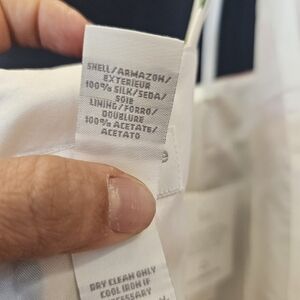 SHELL/ARMAZON/
EXTERIEUR
100% SILK/SEDA/
SOIE
LINING/FORRO/
DOUBLURE
100% ACETATE/
ACETATO
e
DRY CLEAN ONLY
COOL IRON IF